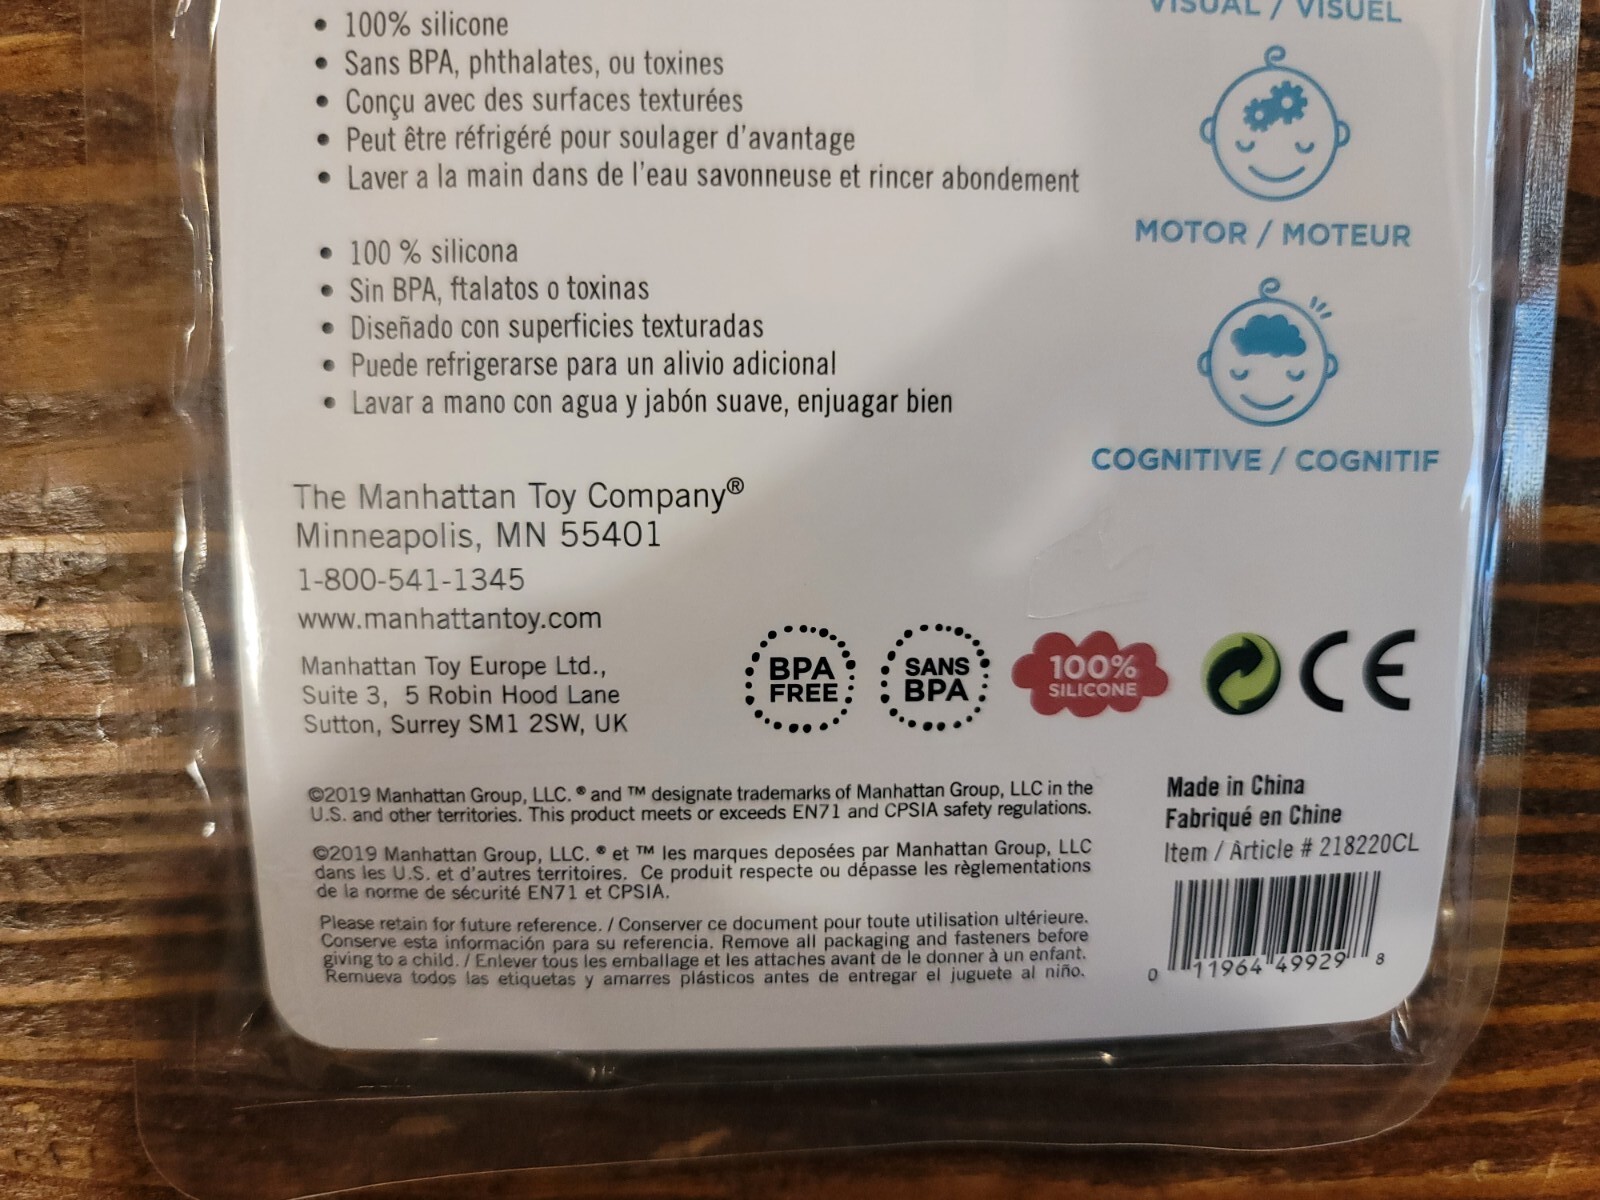 • 100% silicone
• Sans BPA, phthalates, ou toxines
• Conçu avec des surfaces texturées
• Peut être réfrigéré pour soulager d'avantage
• Laver a la main dans de l'eau savonneuse et rincer abondement
• 100 % silicona
• Sin BPA, ftalatos o toxinas
• Diseñado con superficies texturadas
• Puede refrigerarse para un alivio adicional
• Lavar a mano con agua y jabón suave, enjuagar bien
VISUAL / VISUEL
MOTOR / MOTEUR
COGNITIVE / COGNITIF
The Manhattan Toy Company®
Minneapolis, MN 55401
1-800-541-1345
www.manhattantoy.com
Manhattan Toy Europe Ltd.,
Suite 3, 5 Robin Hood Lane
Sutton, Surrey SM1 2SW, UK
BPA
FREE
SANS
BPA
100%
SILICONE
CE
©2019 Manhattan Group, LLC. ® and ™ designate trademarks of Manhattan Group, LLC in the
U.S. and other territories. This product meets or exceeds EN71 and CPSIA safety regulations.
©2019 Manhattan Group, LLC. ® et ™ les marques deposées par Manhattan Group, LLC
dans les U.S. et d'autres territoires. Ce produit respecte ou dépasse les règlementations
de la norme de sécurité EN71 et CPSIA.
Please retain for future reference. / Conserver ce document pour toute utilisation ultérieure.
Conserve esta información para su referencia. Remove all packaging and fasteners before
giving to a child. / Enlever tous les emballage et les attaches avant de le donner à un enfant.
Remueva todos las etiquetas y amarres plásticos antes de entregar el juguete al niño.
Made in China
Fabriqué en Chine
Item / Article # 218220CL
0 11964 49929 8